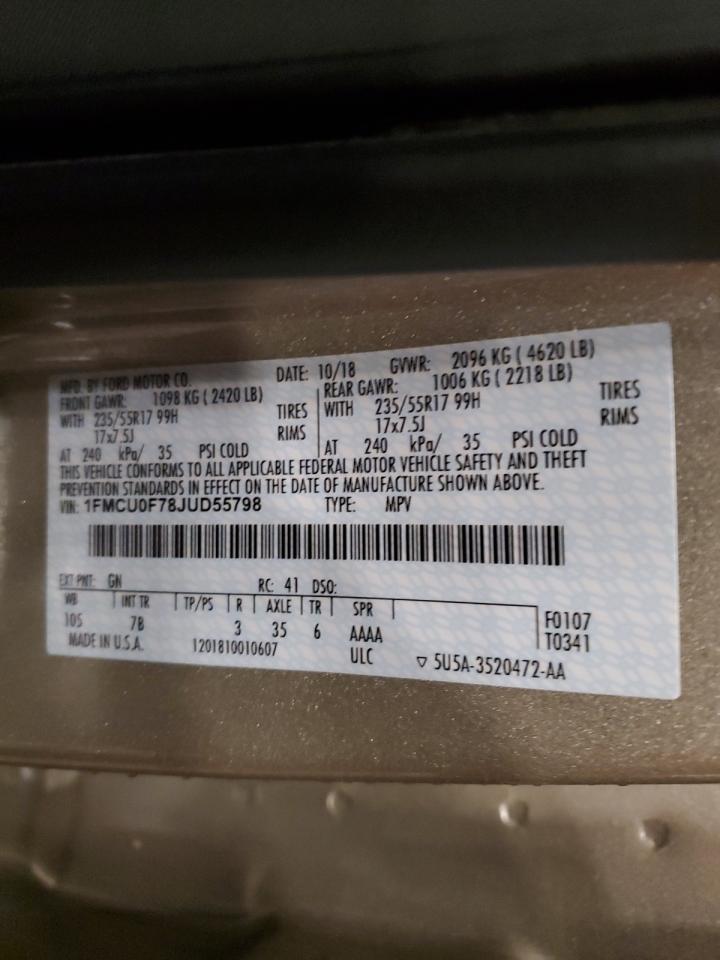 MFD. BY FORD MOTOR CO. DATE: 10/18 GVWR: 2096 KG ( 4620 LB)
FRONT GAWR: 1098 KG ( 2420 LB) REAR GAWR: 1006 KG ( 2218 LB)
WITH 235/55R17 99H TIRES WITH 235/55R17 99H TIRES
17x7.5J RIMS 17x7.5J RIMS
AT 240 kPa/ 35 PSI COLD AT 240 kPa/ 35 PSI COLD
THIS VEHICLE CONFORMS TO ALL APPLICABLE FEDERAL MOTOR VEHICLE SAFETY AND THEFT
PREVENTION STANDARDS IN EFFECT ON THE DATE OF MANUFACTURE SHOWN ABOVE.
VIN: 1FMCU0F78JUD55798 TYPE: MPV
EXT PNT: GN RC: 41 DSO:
WB INT TR TP/PS R AXLE TR SPR F0107
105 7B 3 35 6 AAAA T0341
MADE IN U.S.A. 1201810010607 ULC ▽ 5U5A-3520472-AA